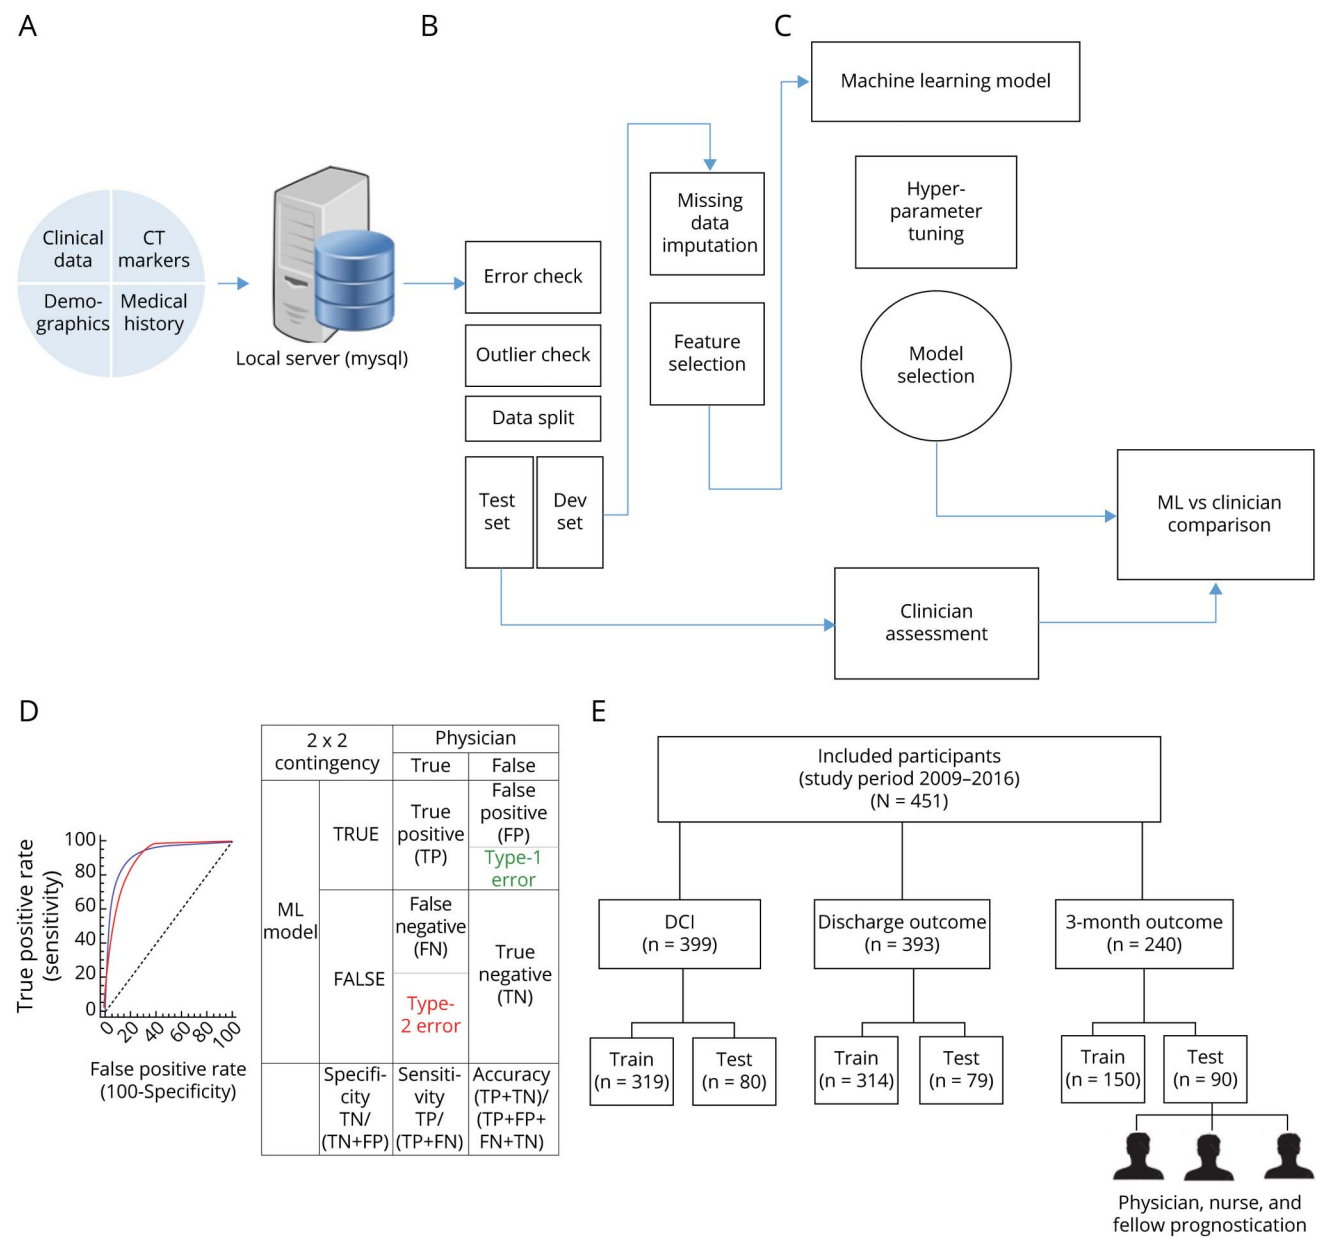 A
B
C
Clinical
data
CT
markers
Demo-
graphics
Medical
history
Local server (mysql)
Error check
Outlier check
Data split
Test
set
Dev
set
Missing
data
imputation
Feature
selection
Machine learning model
Hyper-
parameter
tuning
Model
selection
ML vs clinician
comparison
Clinician
assessment
D
True positive rate
(sensitivity)
100
80
60
40
20
0
0
20
40
60
80
100
False positive rate
(100-Specificity)
2 x 2
contingency
Physician
True
False
ML
model
TRUE
True
positive
(TP)
False
positive
(FP)
Type-1
error
FALSE
False
negative
(FN)
Type-
2 error
True
negative
(TN)
Specifi-
city
TN/
(TN+FP)
Sensiti-
vity
TP/
(TP+FN)
Accuracy
(TP+TN)/
(TP+FP+
FN+TN)
E
Included participants
(study period 2009–2016)
(N = 451)
DCI
(n = 399)
Discharge outcome
(n = 393)
3-month outcome
(n = 240)
Train
(n = 319)
Test
(n = 80)
Train
(n = 314)
Test
(n = 79)
Train
(n = 150)
Test
(n = 90)
Physician, nurse, and
fellow prognostication